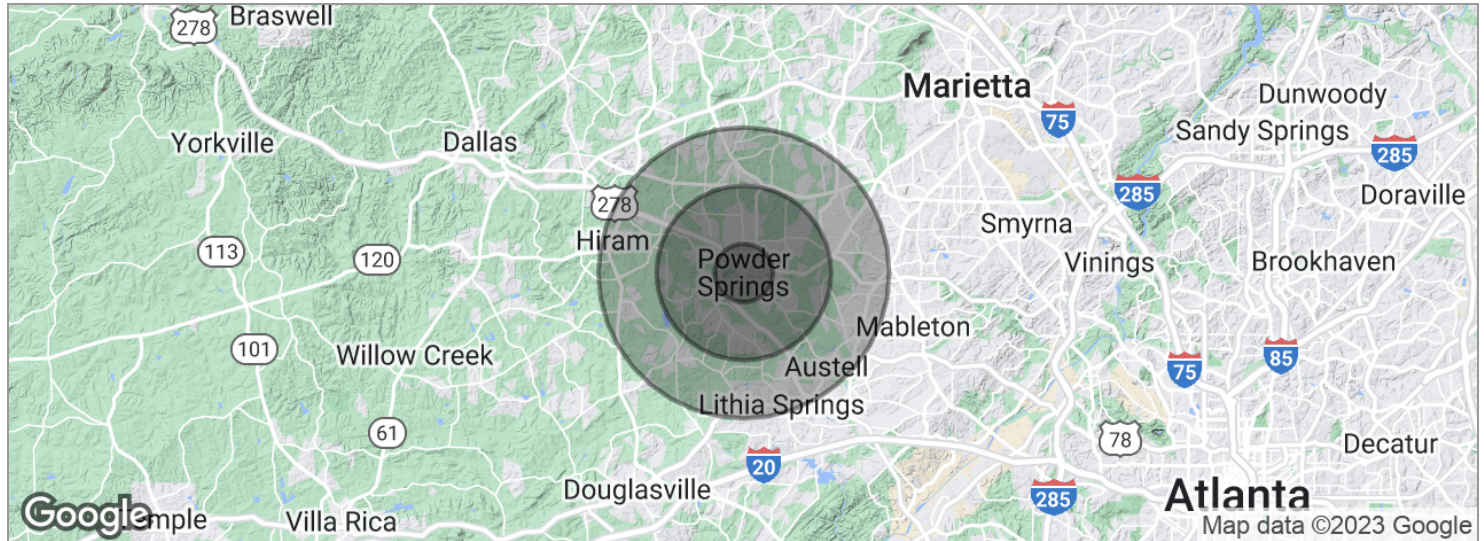 Braswell
278
Marietta
Dunwoody
75
Sandy Springs
Yorkville
Dallas
285
285
Doraville
278
Smyrna
Hiram
113
120
Powder
Springs
Vinings
Brookhaven
Mableton
101
Willow Creek
Austell
75
85
Lithia Springs
61
78
Decatur
20
Douglasville
285
Atlanta
Google
emple
Villa Rica
Map data ©2023 Google